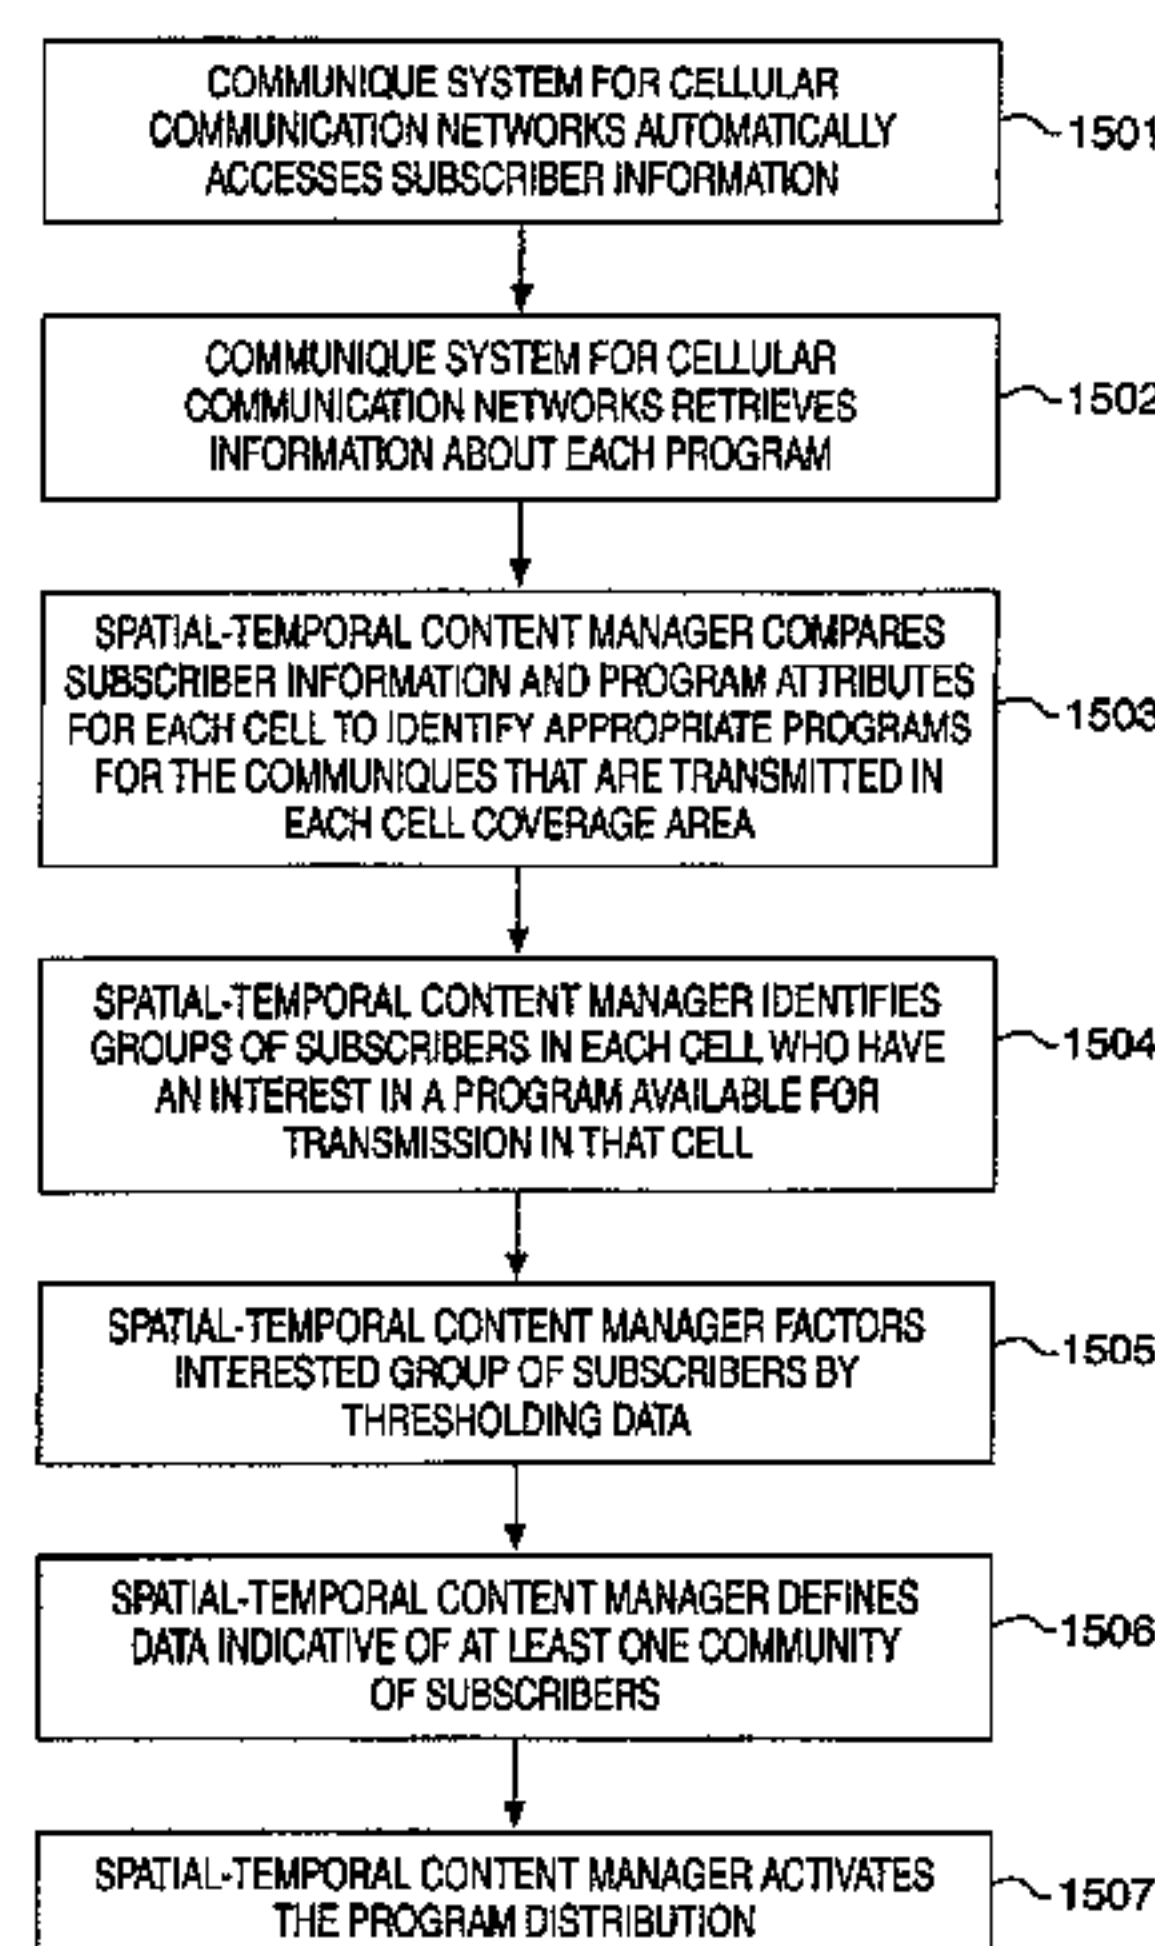 COMMUNIQUE SYSTEM FOR CELLULAR
COMMUNICATION NETWORKS AUTOMATICALLY
ACCESSES SUBSCRIBER INFORMATION
1501
COMMUNIQUE SYSTEM FOR CELLULAR
COMMUNICATION NETWORKS RETRIEVES
INFORMATION ABOUT EACH PROGRAM
1502
SPATIAL-TEMPORAL CONTENT MANAGER COMPARES
SUBSCRIBER INFORMATION AND PROGRAM ATTRIBUTES
FOR EACH CELL TO IDENTIFY APPROPRIATE PROGRAMS
FOR THE COMMUNIQUES THAT ARE TRANSMITTED IN
EACH CELL COVERAGE AREA
1503
SPATIAL-TEMPORAL CONTENT MANAGER IDENTIFIES
GROUPS OF SUBSCRIBERS IN EACH CELL WHO HAVE
AN INTEREST IN A PROGRAM AVAILABLE FOR
TRANSMISSION IN THAT CELL
1504
SPATIAL-TEMPORAL CONTENT MANAGER FACTORS
INTERESTED GROUP OF SUBSCRIBERS BY
THRESHOLDING DATA
1505
SPATIAL-TEMPORAL CONTENT MANAGER DEFINES
DATA INDICATIVE OF AT LEAST ONE COMMUNITY
OF SUBSCRIBERS
1506
SPATIAL-TEMPORAL CONTENT MANAGER ACTIVATES
THE PROGRAM DISTRIBUTION
1507